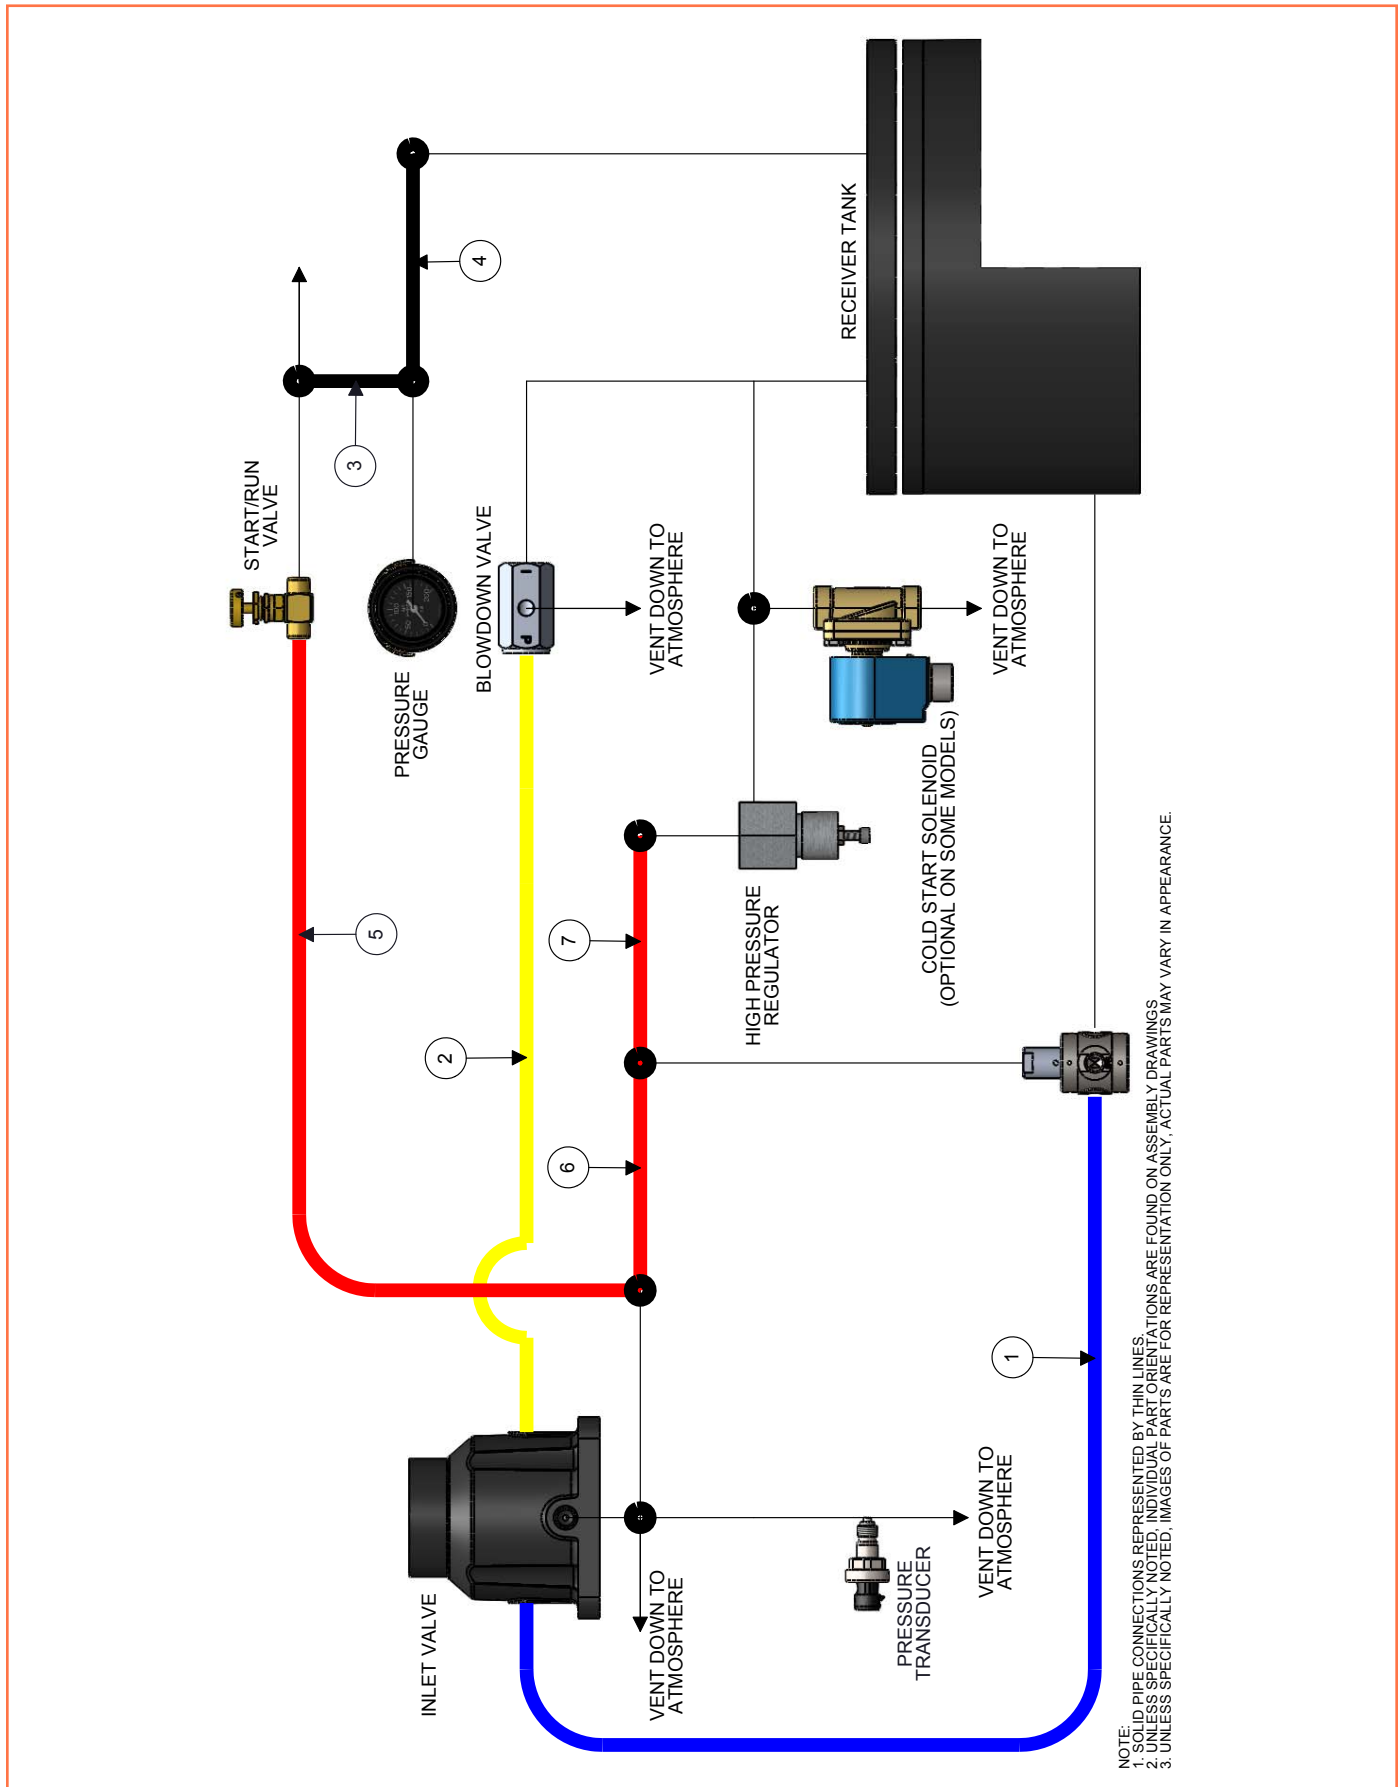 START/RUN
VALVE
3
4
RECEIVER TANK
PRESSURE
GAUGE
BLOWDOWN VALVE
P
I
VENT DOWN TO
ATMOSPHERE
5
2
7
6
HIGH PRESSURE
REGULATOR
COLD START SOLENOID
(OPTIONAL ON SOME MODELS)
VENT DOWN TO
ATMOSPHERE
INLET VALVE
VENT DOWN TO
ATMOSPHERE
PRESSURE
TRANSDUCER
VENT DOWN TO
ATMOSPHERE
1
NOTE:
1. SOLID PIPE CONNECTIONS REPRESENTED BY THIN LINES.
2. UNLESS SPECIFICALLY NOTED, INDIVIDUAL PART ORIENTATIONS ARE FOUND ON ASSEMBLY DRAWINGS
3. UNLESS SPECIFICALLY NOTED, IMAGES OF PARTS ARE FOR REPRESENTATION ONLY, ACTUAL PARTS MAY VARY IN APPEARANCE.